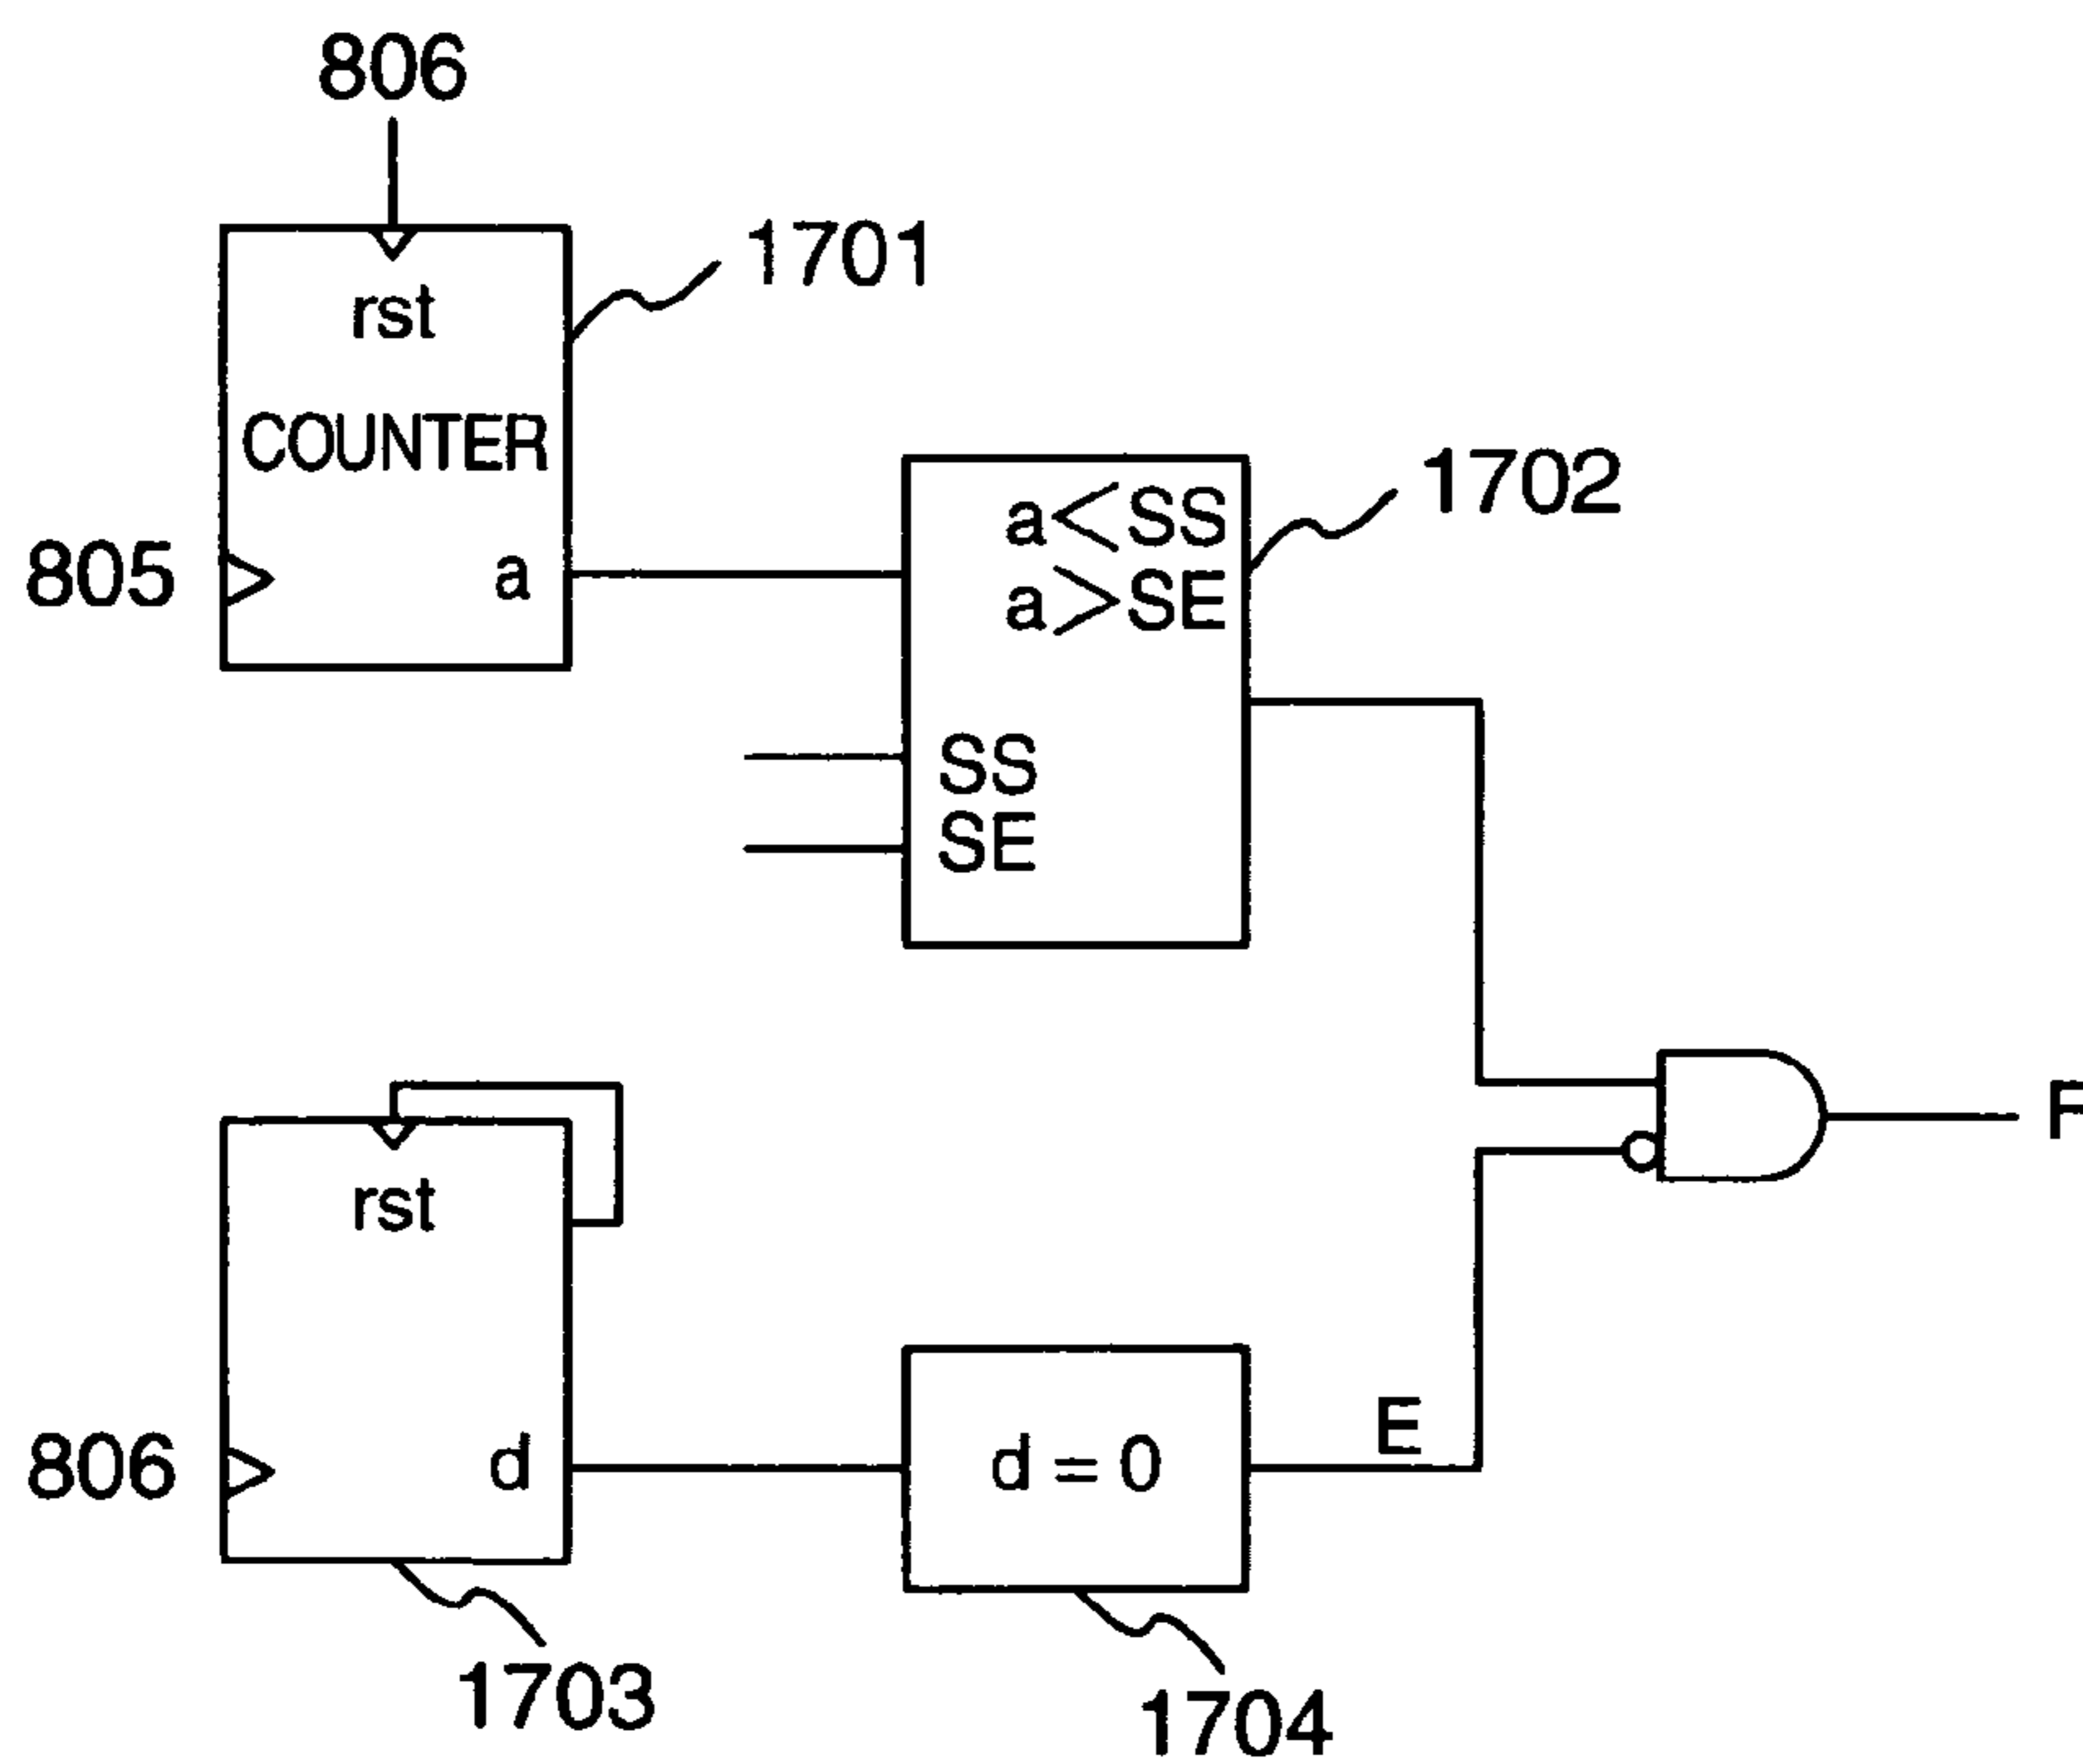 806
1701
rst
COUNTER
805
a
1702
a<SS
a>SE
SS
SE
rst
806
d
d = 0
E
F
1703
1704